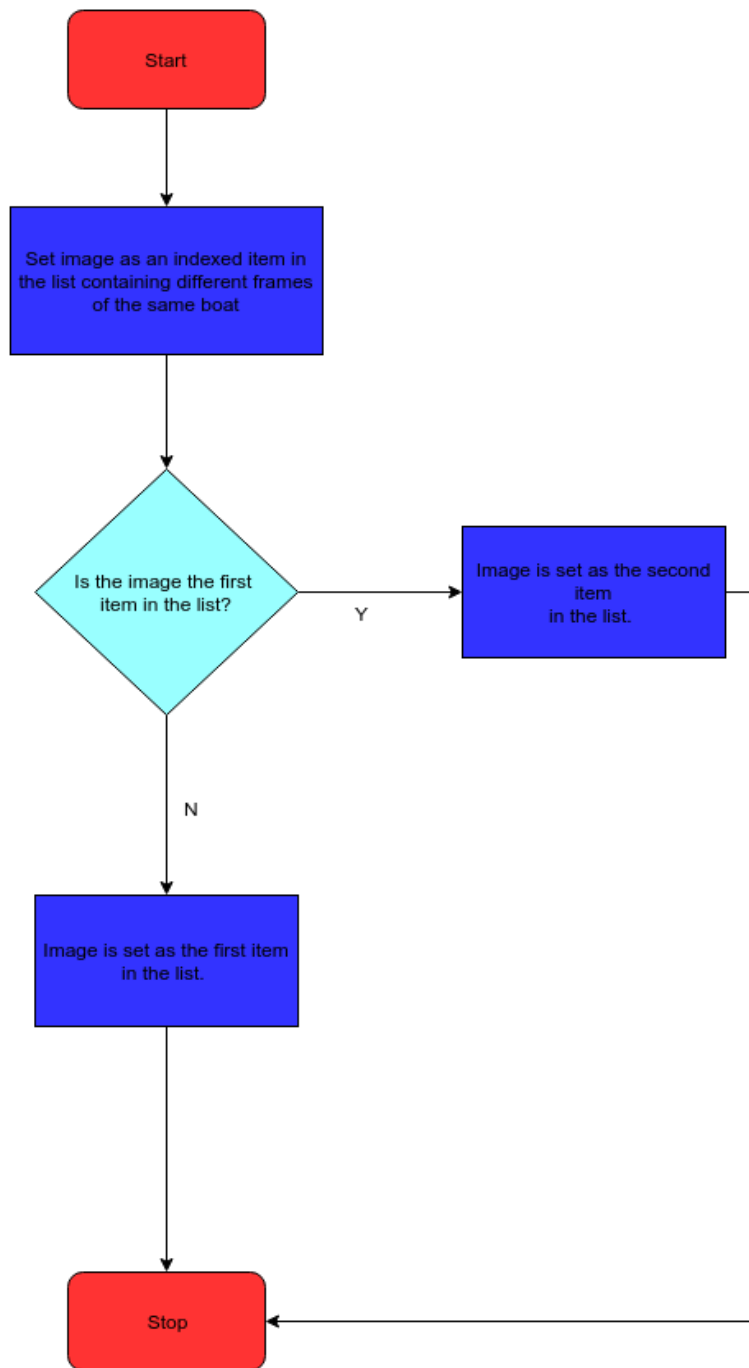 Start
Set image as an indexed item in
the list containing different frames
of the same boat
Is the image the first
item in the list?
Y
Image is set as the second
item
in the list.
N
Image is set as the first item
in the list.
Stop